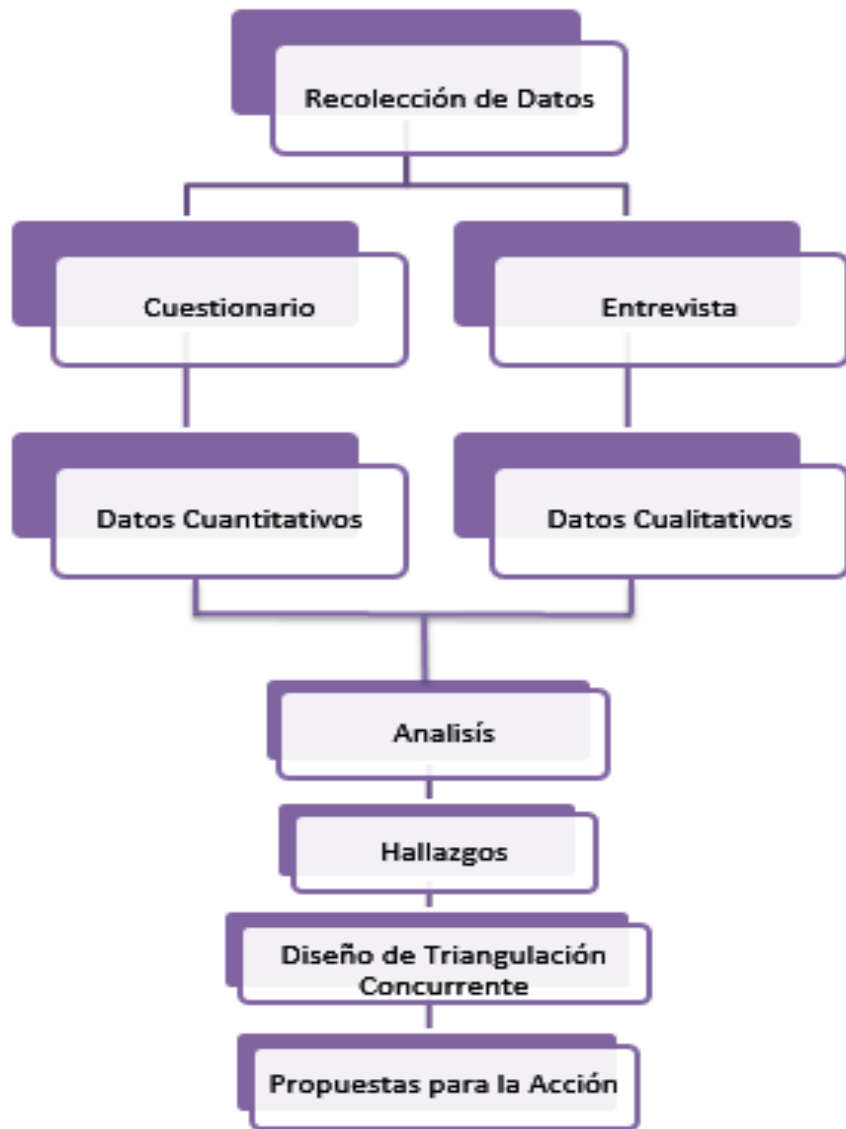 Recolección de Datos
Cuestionario
Entrevista
Datos Cuantitativos
Datos Cualitativos
Analisís
Hallazgos
Diseño de Triangulación
Concurrente
Propuestas para la Acción